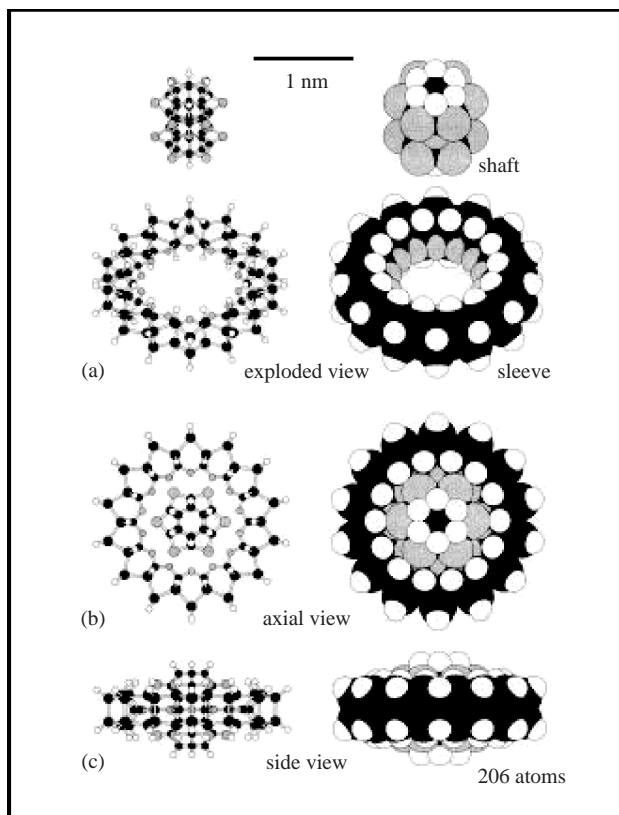 1 nm
shaft
(a) exploded view sleeve
(b) axial view
(c) side view 206 atoms